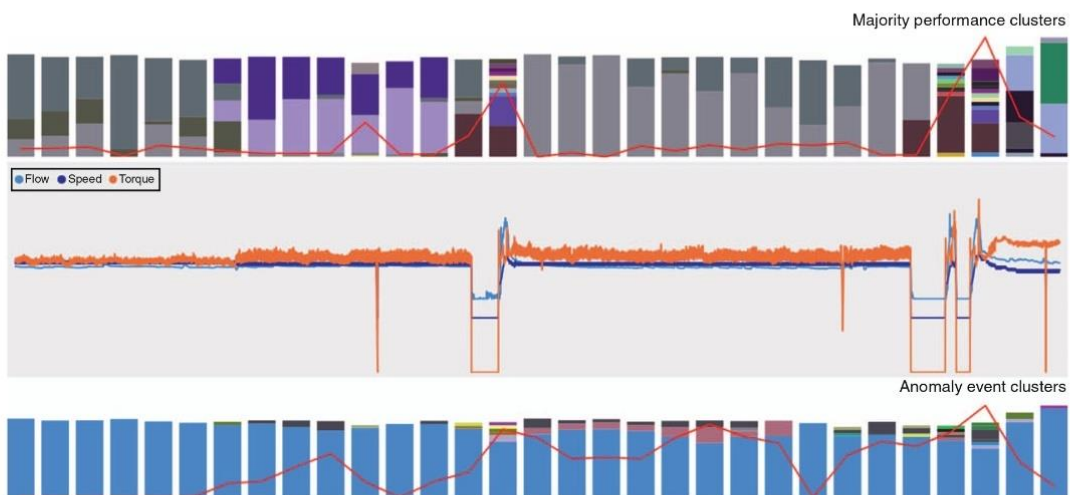 Majority performance clusters
Flow Speed Torque
Anomaly event clusters